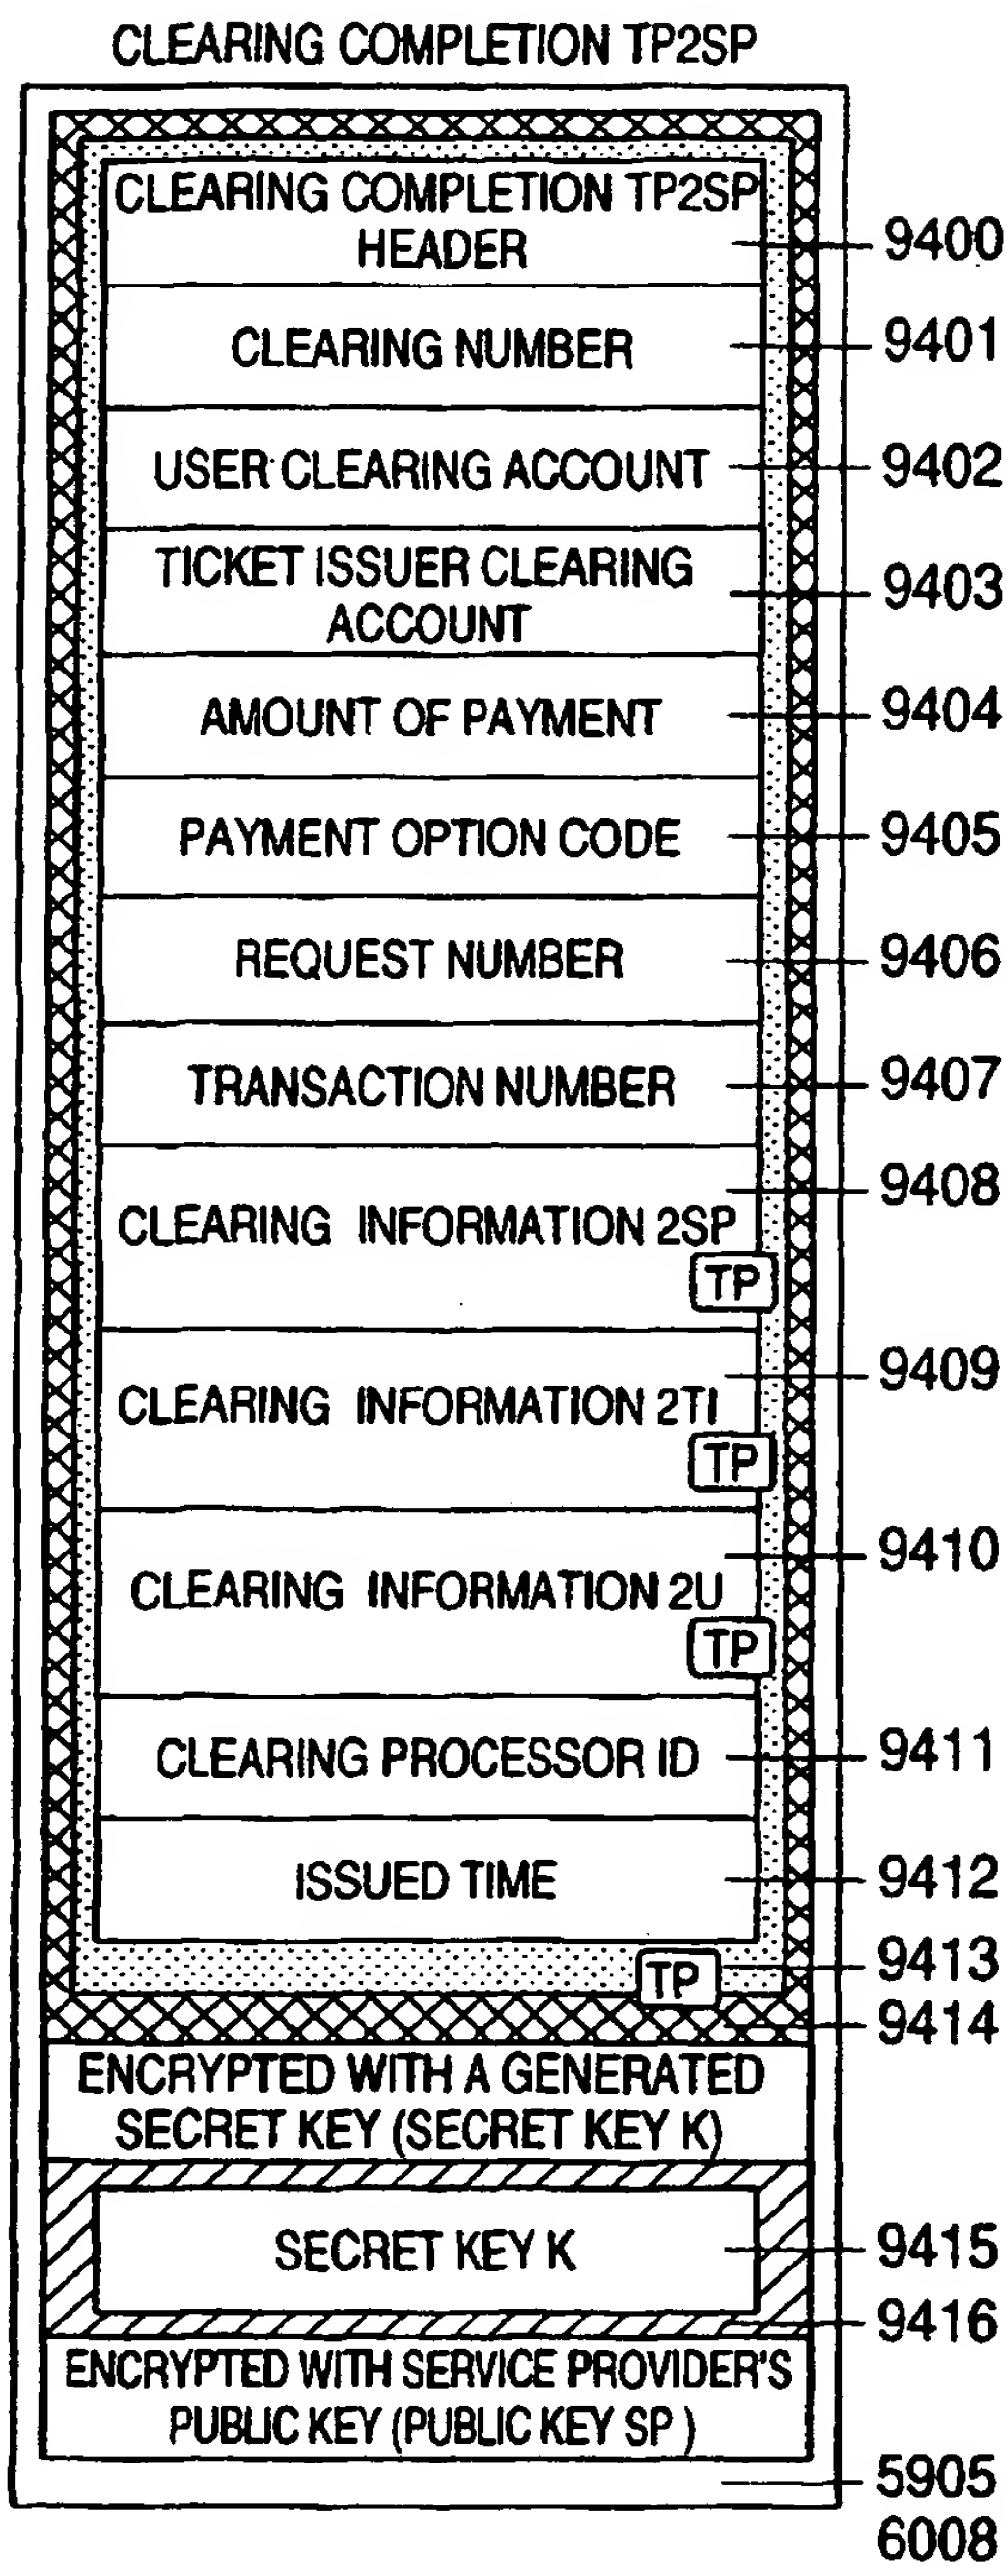 CLEARING COMPLETION TP2SP
CLEARING COMPLETION TP2SP
HEADER
9400
CLEARING NUMBER
9401
USER CLEARING ACCOUNT
9402
TICKET ISSUER CLEARING
ACCOUNT
9403
AMOUNT OF PAYMENT
9404
PAYMENT OPTION CODE
9405
REQUEST NUMBER
9406
TRANSACTION NUMBER
9407
CLEARING INFORMATION 2SP
9408
TP
CLEARING INFORMATION 2TI
9409
TP
CLEARING INFORMATION 2U
9410
TP
CLEARING PROCESSOR ID
9411
ISSUED TIME
9412
TP
9413
9414
ENCRYPTED WITH A GENERATED
SECRET KEY (SECRET KEY K)
SECRET KEY K
9415
9416
ENCRYPTED WITH SERVICE PROVIDER'S
PUBLIC KEY (PUBLIC KEY SP )
5905
6008